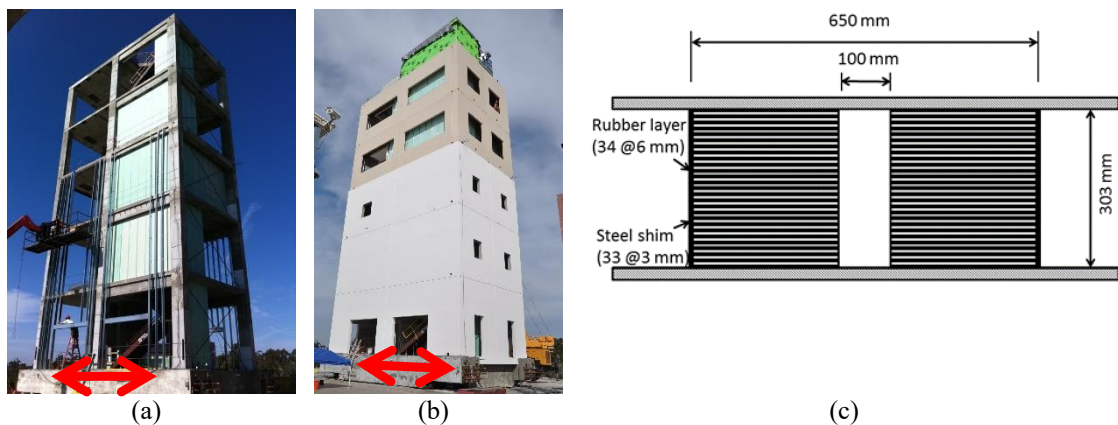 650 mm
100 mm
Rubber layer
(34 @6 mm)
303 mm
Steel shim
(33 @3 mm)
(a)
(b)
(c)